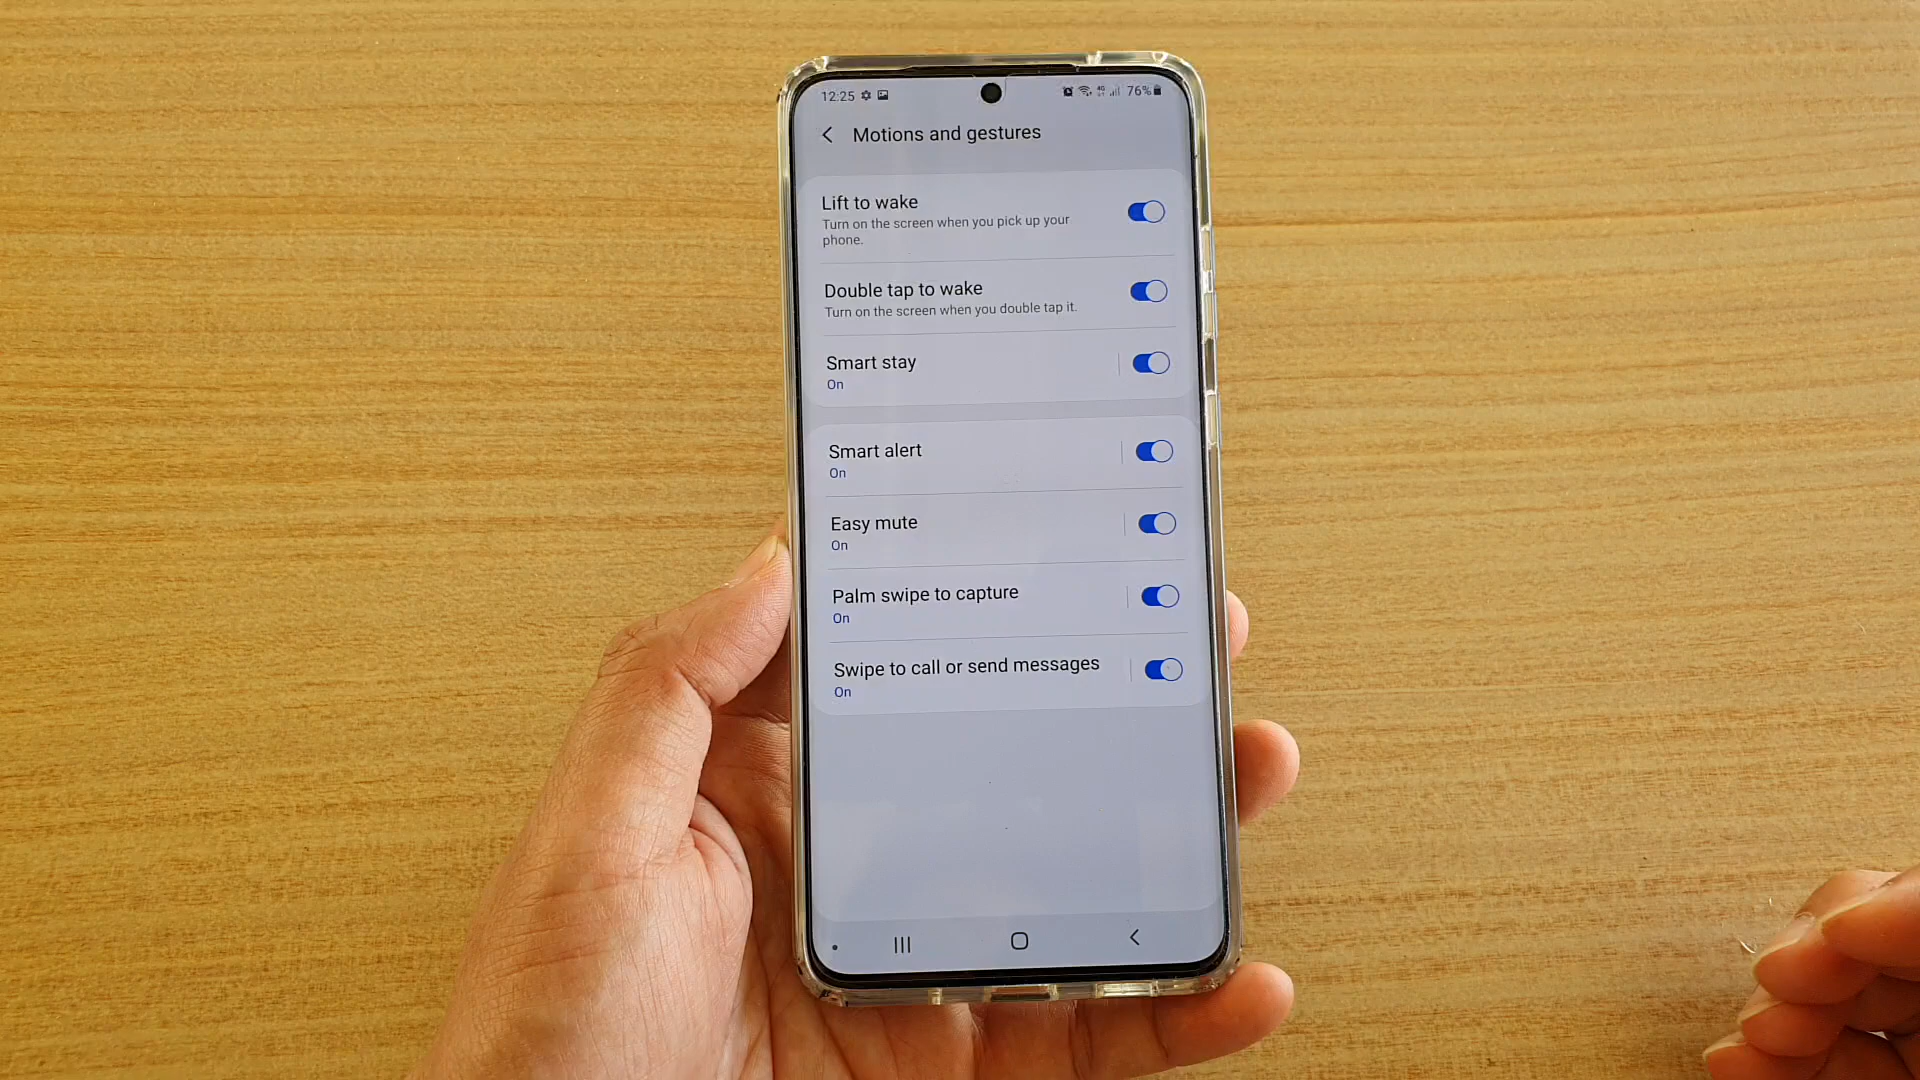 12:25 76%
Motions and gestures
Lift to wake
Turn on the screen when you pick up your
phone.
Double tap to wake
Turn on the screen when you double tap it.
Smart stay
On
Smart alert
On
Easy mute
On
Palm swipe to capture
On
Swipe to call or send messages
On